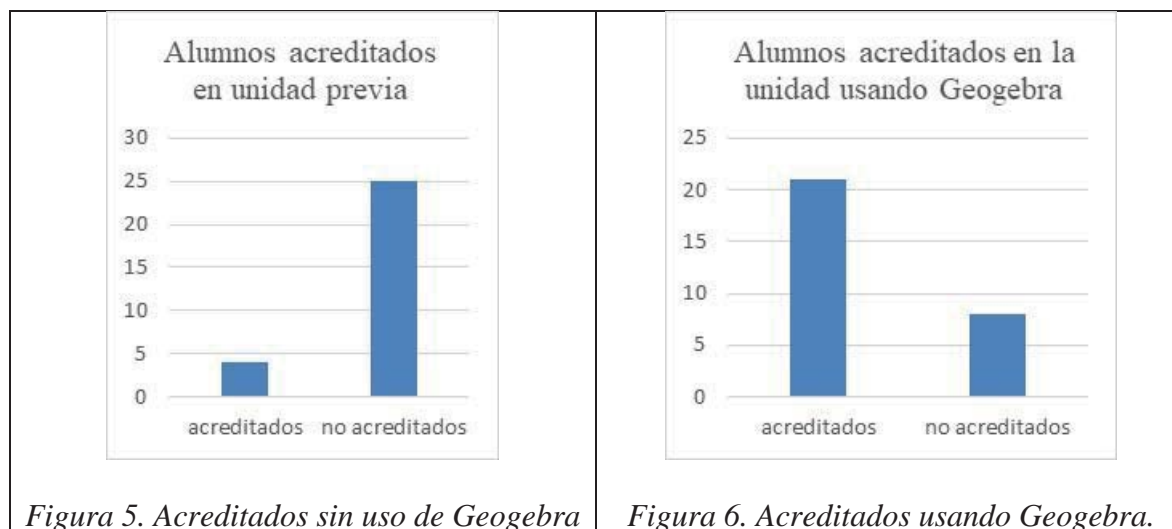 Alumnos acreditados
en unidad previa
30
25
20
15
10
5
0
acreditados no acreditados
Figura 5. Acreditados sin uso de Geogebra
Alumnos acreditados en la
unidad usando Geogebra
25
20
15
10
5
0
acreditados no acreditados
Figura 6. Acreditados usando Geogebra.